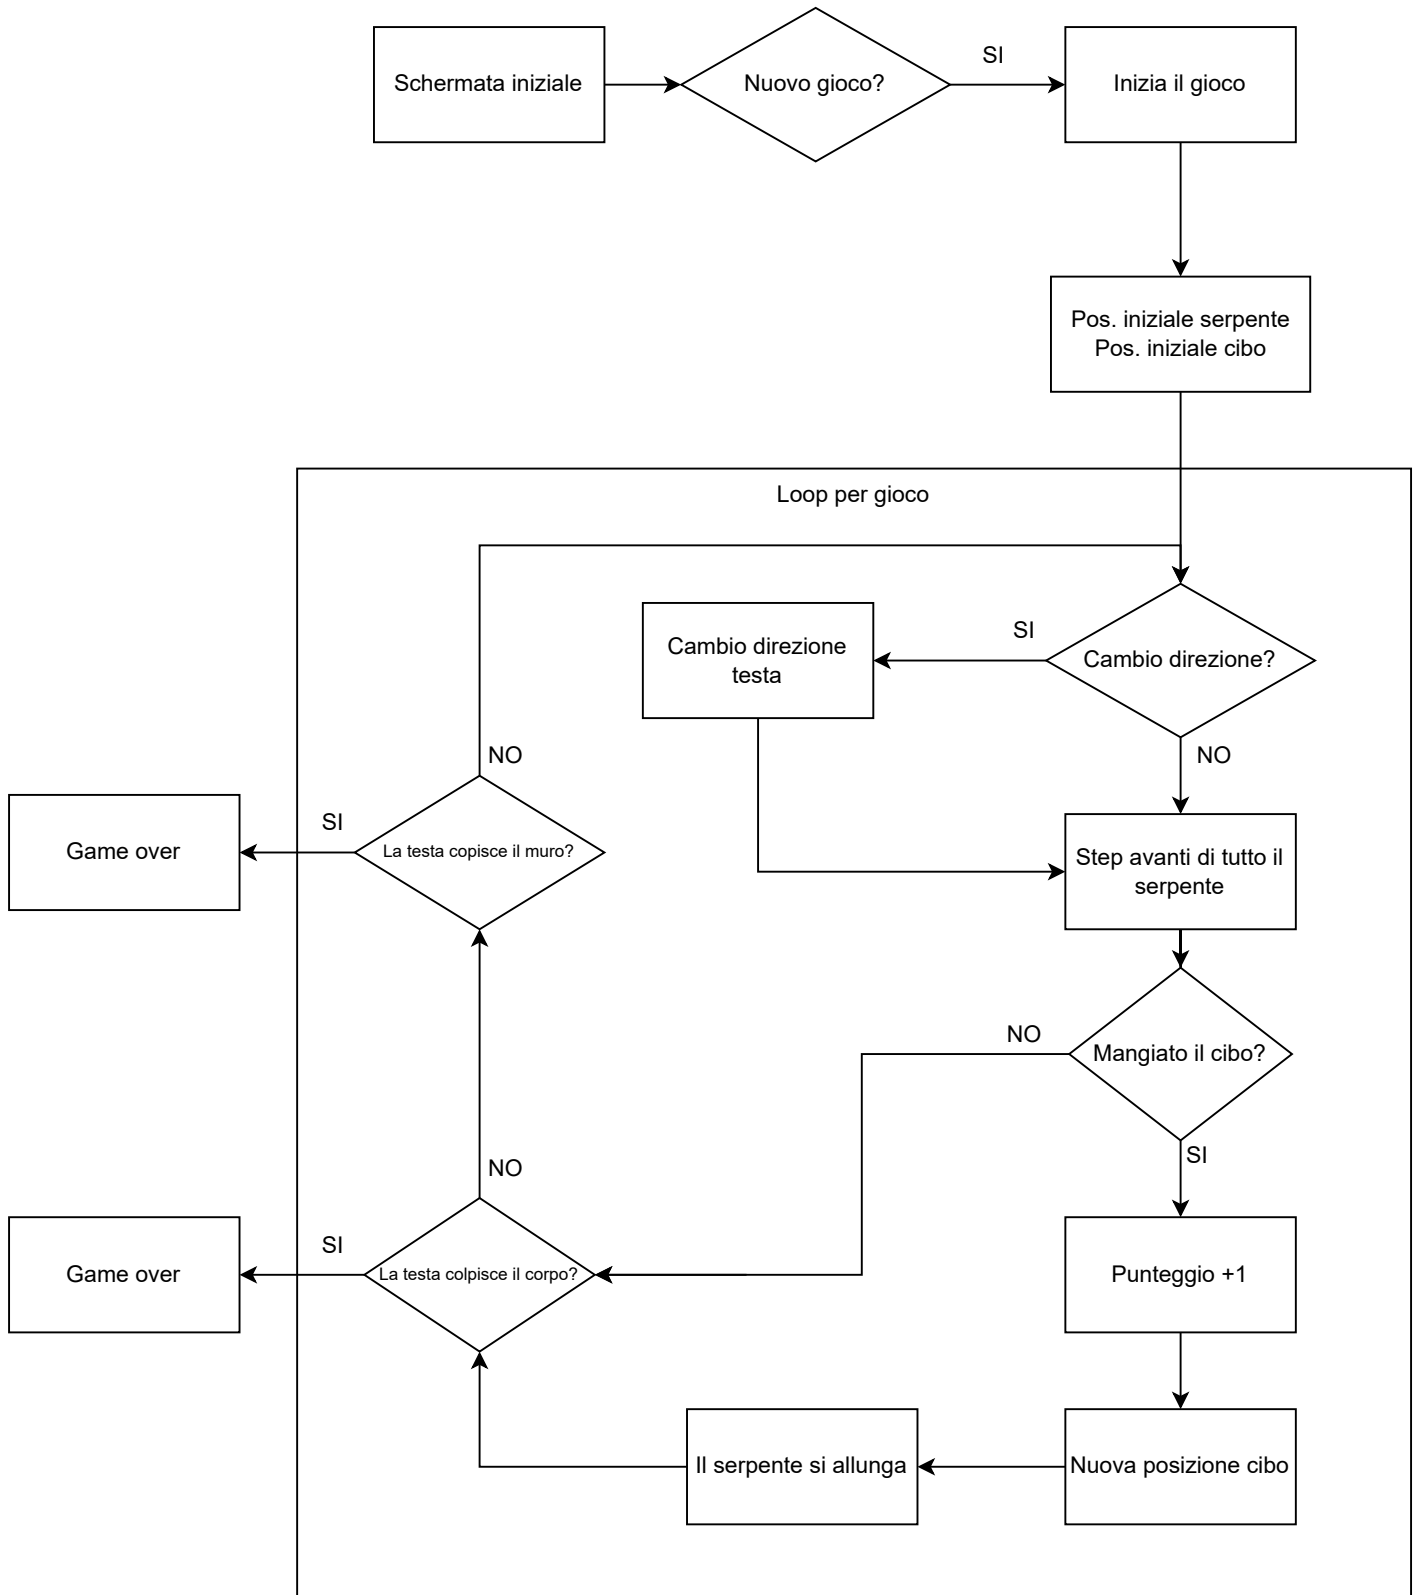 Schermata iniziale
Nuovo gioco?
SI
Inizia il gioco
Pos. iniziale serpente
Pos. iniziale cibo
Loop per gioco
Cambio direzione
testa
SI
Cambio direzione?
NO
NO
Game over
SI
La testa copisce il muro?
Step avanti di tutto il
serpente
NO
Mangiato il cibo?
SI
NO
Game over
SI
La testa colpisce il corpo?
Punteggio +1
Il serpente si allunga
Nuova posizione cibo